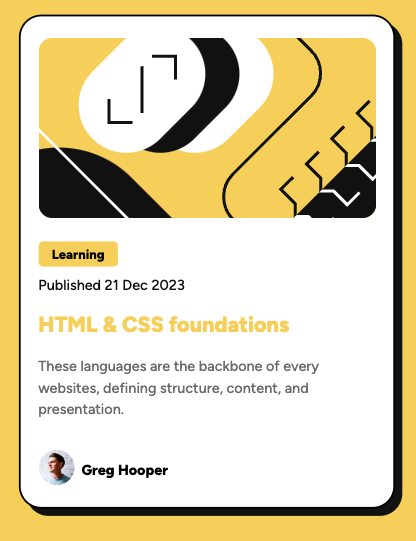 Learning
Published 21 Dec 2023
HTML & CSS foundations
These languages are the backbone of every
websites, defining structure, content, and
presentation.
Greg Hooper